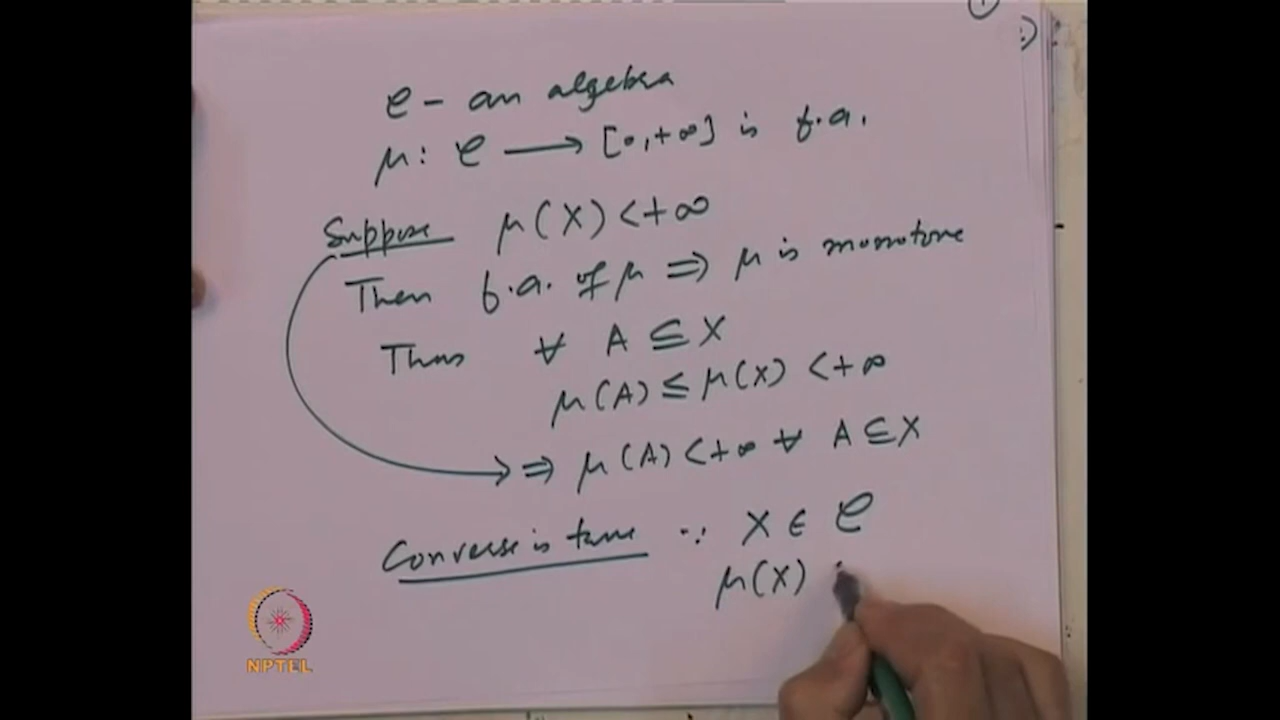 𝒞 – an algebra
μ : 𝒞 ⟶ [0,+∞] is f.a.
Suppose μ(X) < +∞
Then f.a. of μ ⇒ μ is monotone
Thus ∀ A ⊆ X
μ(A) ≤ μ(X) < +∞
⇒ μ(A) < +∞ ∀ A ⊆ X
Converse is true ∵ X ∈ 𝒞
μ(X)
NPTEL